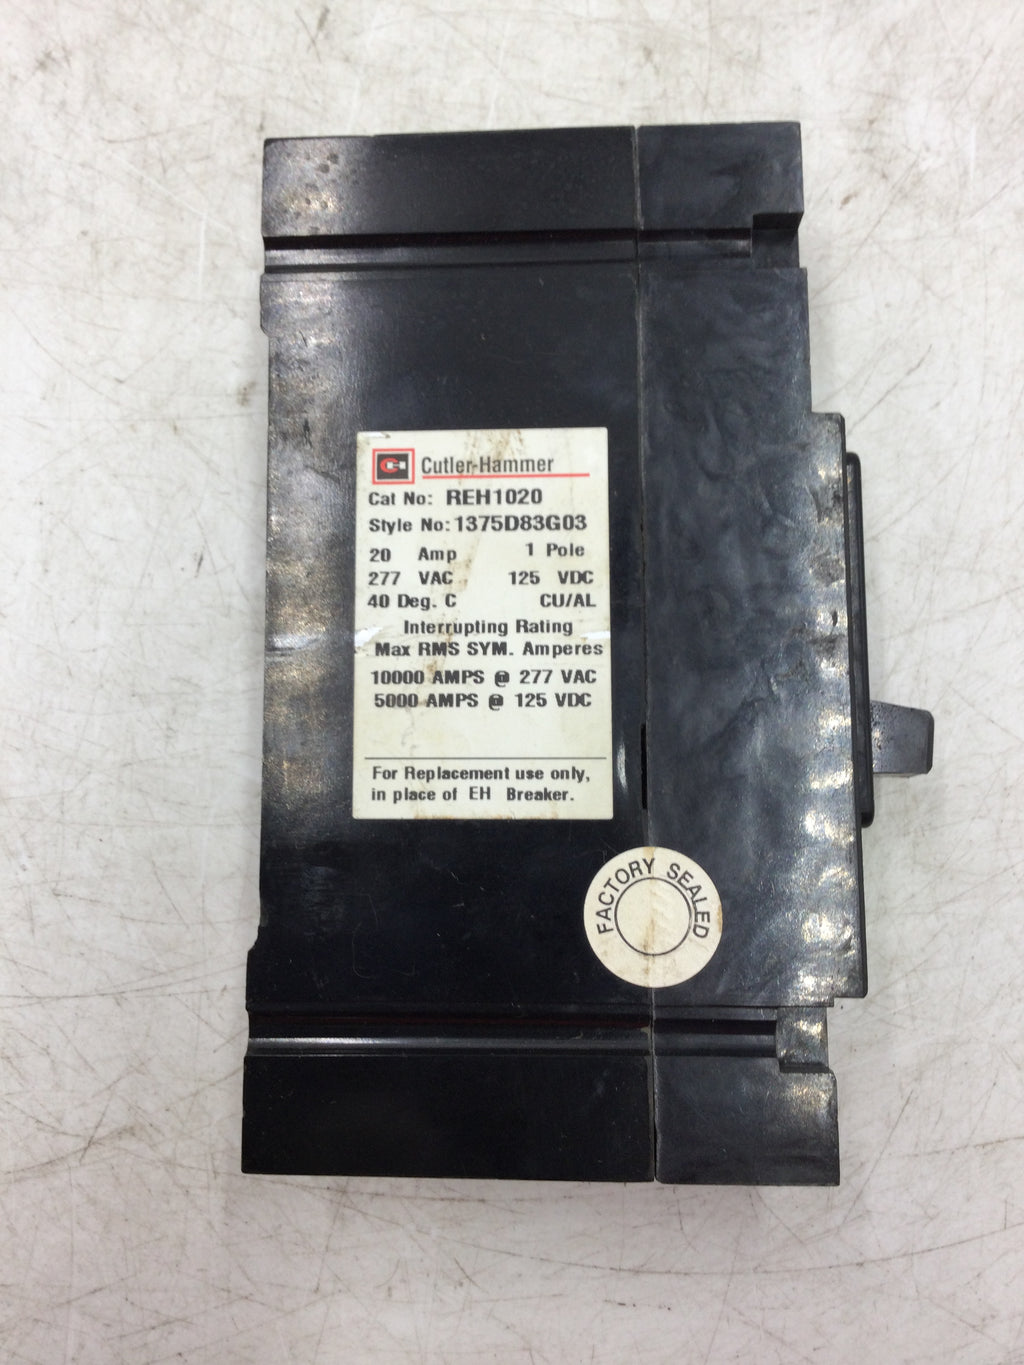 CH Cutler-Hammer
Cat No: REH1020
Style No: 1375D83G03
20 Amp 1 Pole
277 VAC 125 VDC
40 Deg. C CU/AL
Interrupting Rating
Max RMS SYM. Amperes
10000 AMPS @ 277 VAC
5000 AMPS @ 125 VDC
For Replacement use only,
in place of EH Breaker.
FACTORY SEALED